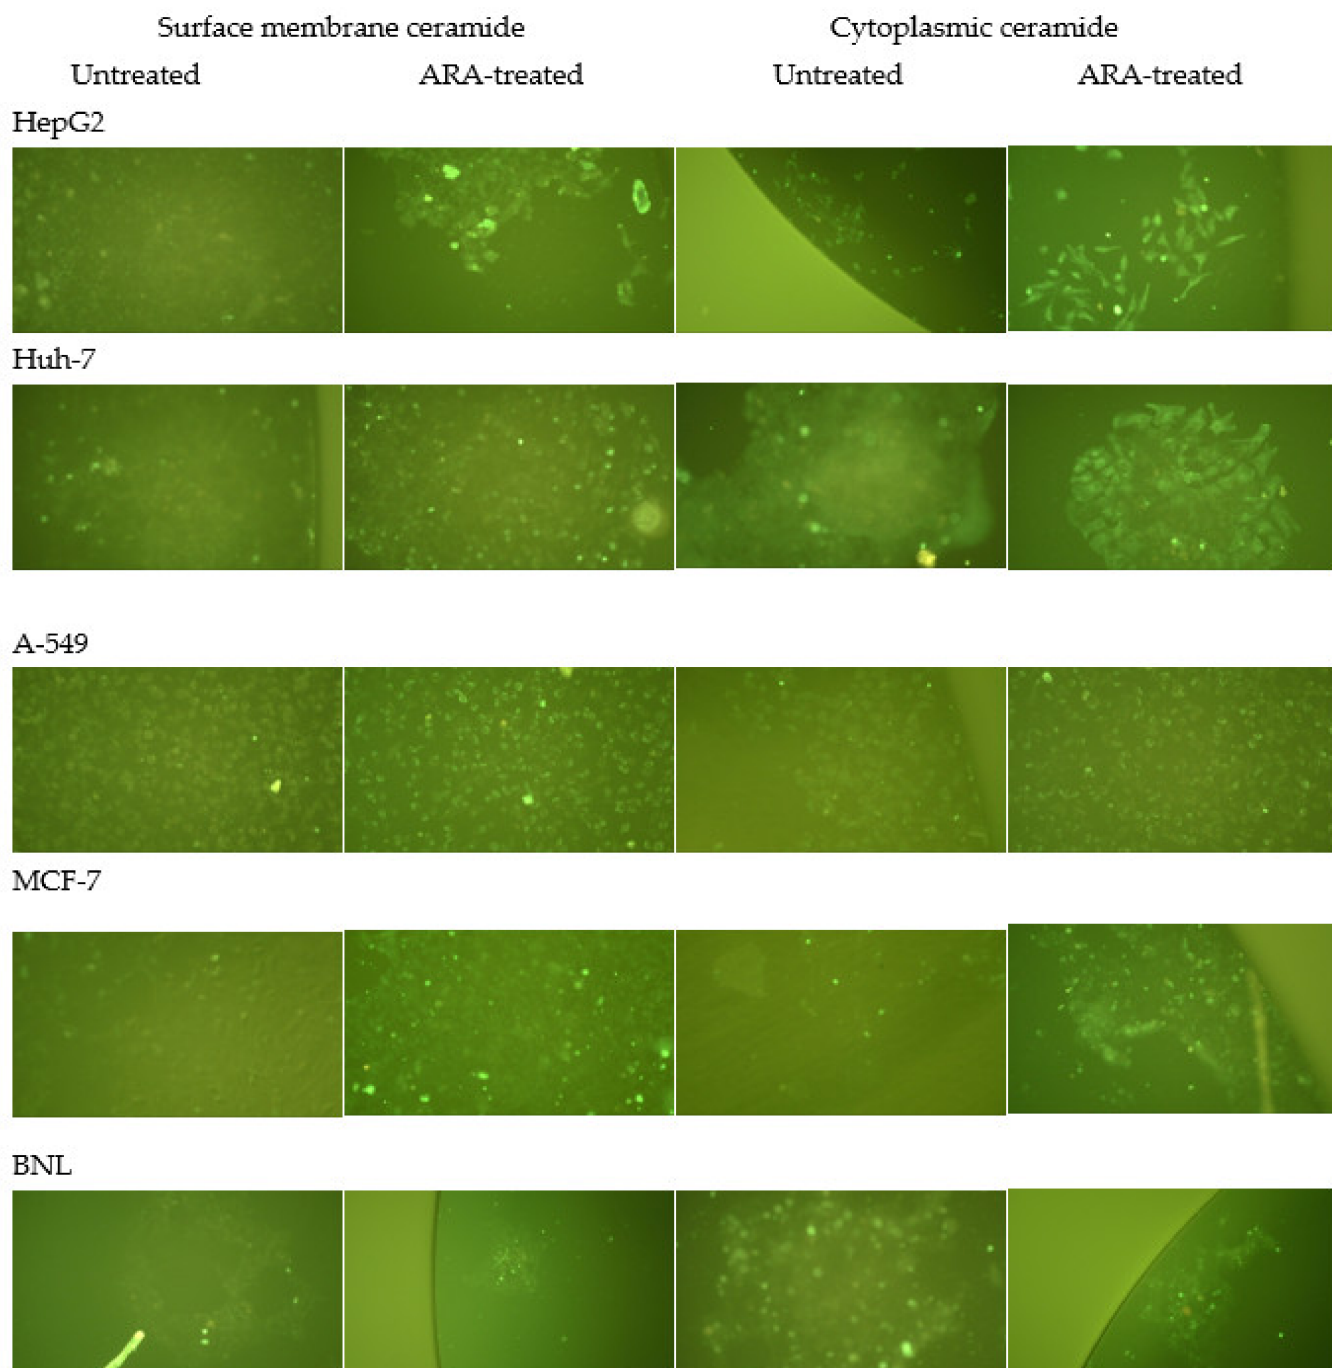 Surface membrane ceramide Cytoplasmic ceramide
Untreated ARA-treated Untreated ARA-treated
HepG2
Huh-7
A-549
MCF-7
BNL